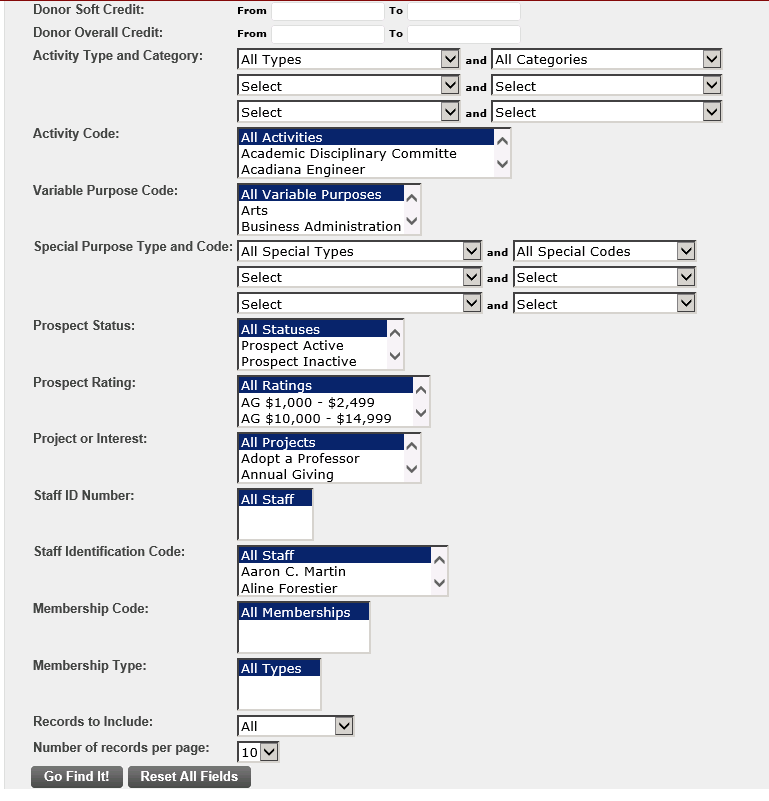 Donor Soft Credit: From To
Donor Overall Credit: From To
Activity Type and Category: All Types and All Categories
Select and Select
Select and Select
Activity Code: All Activities
Academic Disciplinary Committe
Acadiana Engineer
Variable Purpose Code: All Variable Purposes
Arts
Business Administration
Special Purpose Type and Code: All Special Types and All Special Codes
Select and Select
Select and Select
Prospect Status: All Statuses
Prospect Active
Prospect Inactive
Prospect Rating: All Ratings
AG $1,000 - $2,499
AG $10,000 - $14,999
Project or Interest: All Projects
Adopt a Professor
Annual Giving
Staff ID Number: All Staff
Staff Identification Code: All Staff
Aaron C. Martin
Aline Forestier
Membership Code: All Memberships
Membership Type: All Types
Records to Include: All
Number of records per page: 10
Go Find It! Reset All Fields